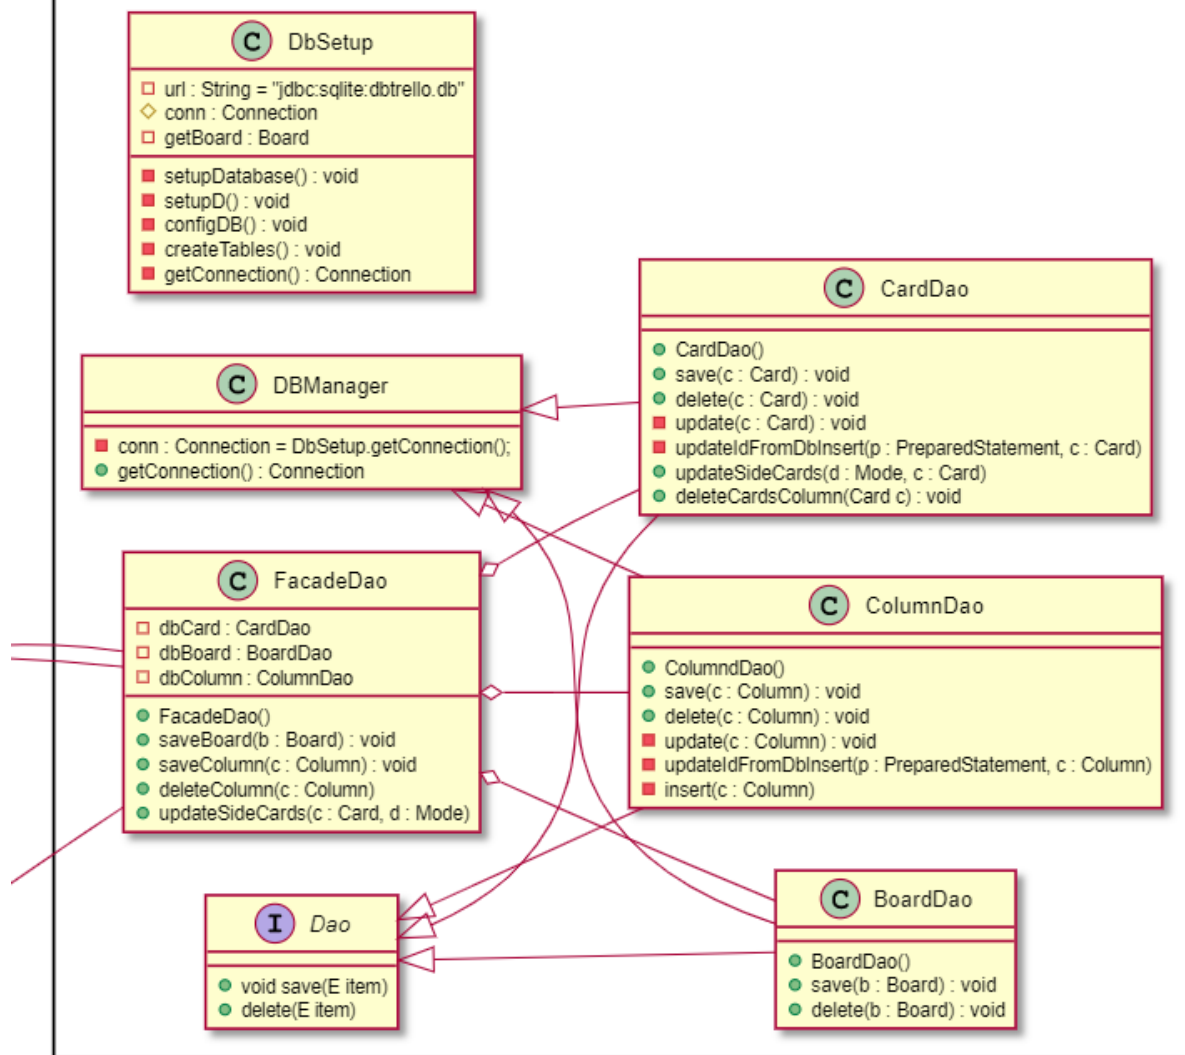 C DbSetup
url : String = "jdbc:sqlite:dbtrello.db"
conn : Connection
getBoard : Board
setupDatabase() : void
setupD() : void
configDB() : void
createTables() : void
getConnection() : Connection
C CardDao
CardDao()
save(c : Card) : void
delete(c : Card) : void
update(c : Card) : void
updateIdFromDbInsert(p : PreparedStatement, c : Card)
updateSideCards(d : Mode, c : Card)
deleteCardsColumn(Card c) : void
C DBManager
conn : Connection = DbSetup.getConnection();
getConnection() : Connection
C FacadeDao
dbCard : CardDao
dbBoard : BoardDao
dbColumn : ColumnDao
FacadeDao()
saveBoard(b : Board) : void
saveColumn(c : Column) : void
deleteColumn(c : Column)
updateSideCards(c : Card, d : Mode)
C ColumnDao
ColumndDao()
save(c : Column) : void
delete(c : Column) : void
update(c : Column) : void
updateIdFromDbInsert(p : PreparedStatement, c : Column)
insert(c : Column)
I Dao
void save(E item)
delete(E item)
C BoardDao
BoardDao()
save(b : Board) : void
delete(b : Board) : void